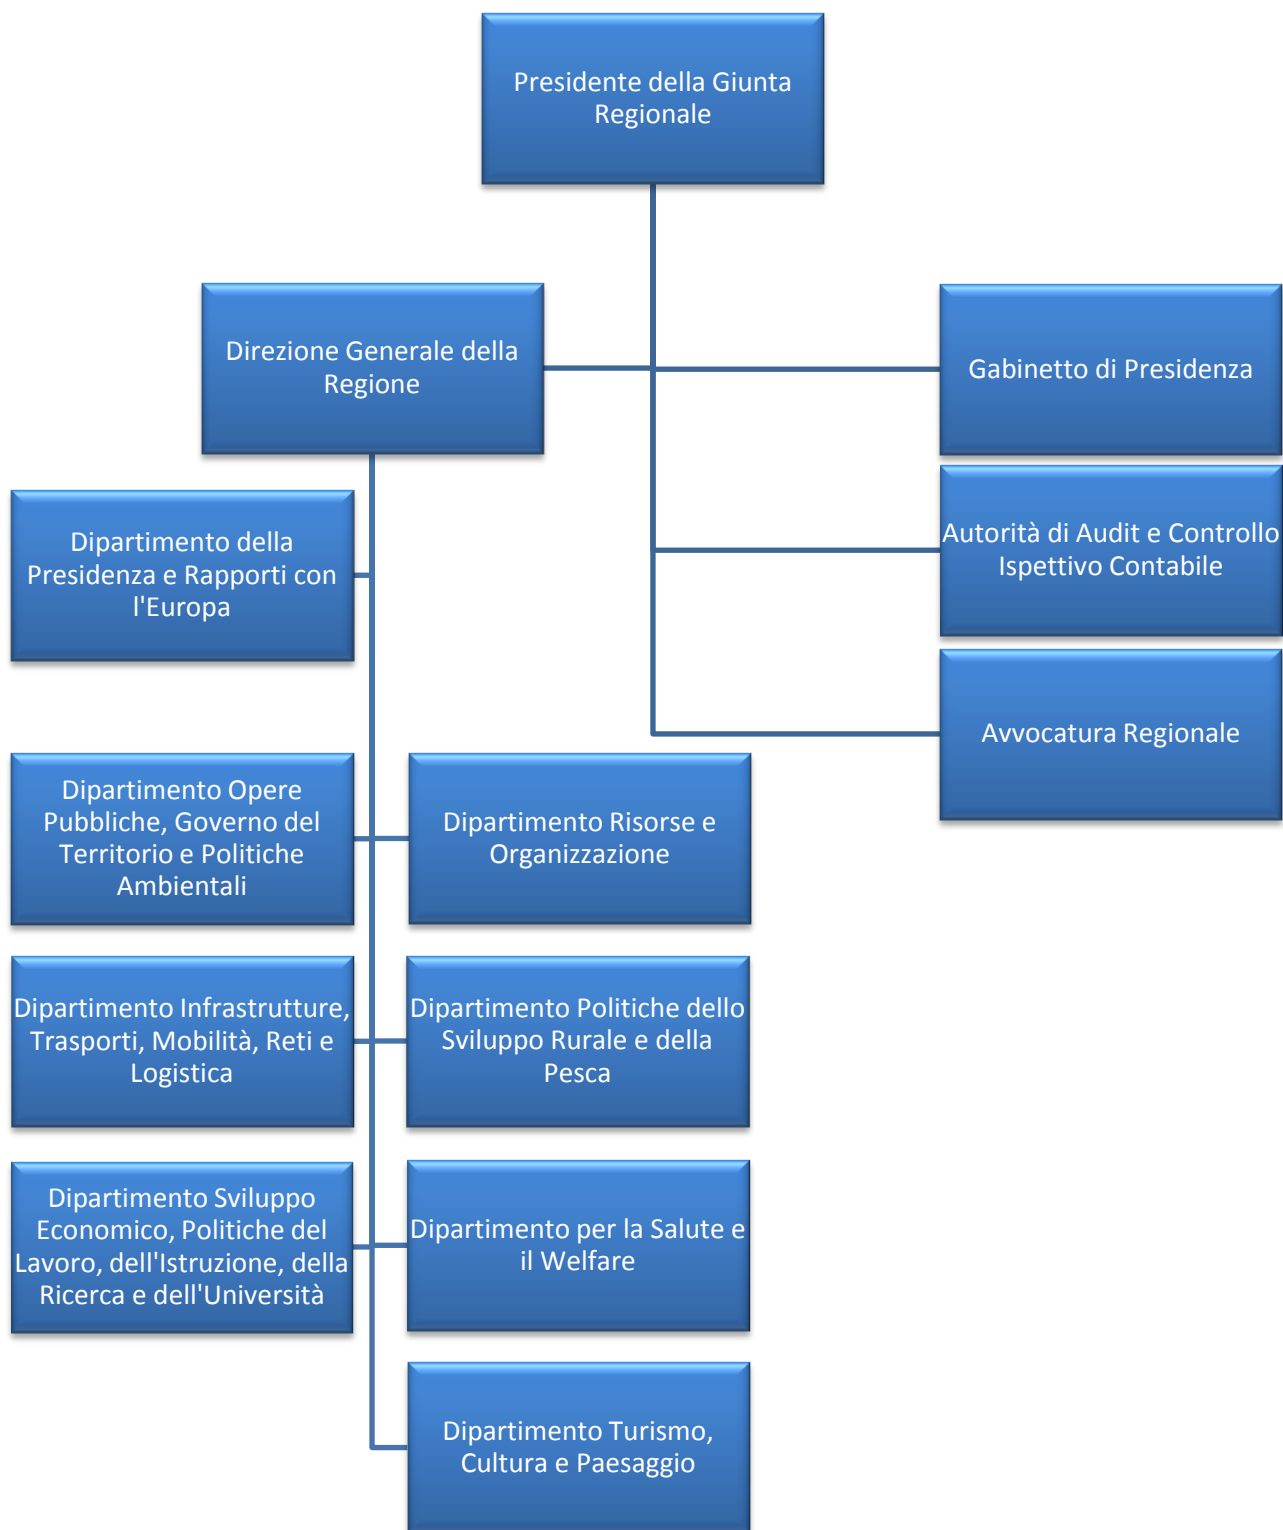 Presidente della Giunta
Regionale
Direzione Generale della
Regione
Gabinetto di Presidenza
Dipartimento della
Presidenza e Rapporti con
l'Europa
Autorità di Audit e Controllo
Ispettivo Contabile
Avvocatura Regionale
Dipartimento Opere
Pubbliche, Governo del
Territorio e Politiche
Ambientali
Dipartimento Risorse e
Organizzazione
Dipartimento Infrastrutture,
Trasporti, Mobilità, Reti e
Logistica
Dipartimento Politiche dello
Sviluppo Rurale e della
Pesca
Dipartimento Sviluppo
Economico, Politiche del
Lavoro, dell'Istruzione, della
Ricerca e dell'Università
Dipartimento per la Salute e
il Welfare
Dipartimento Turismo,
Cultura e Paesaggio